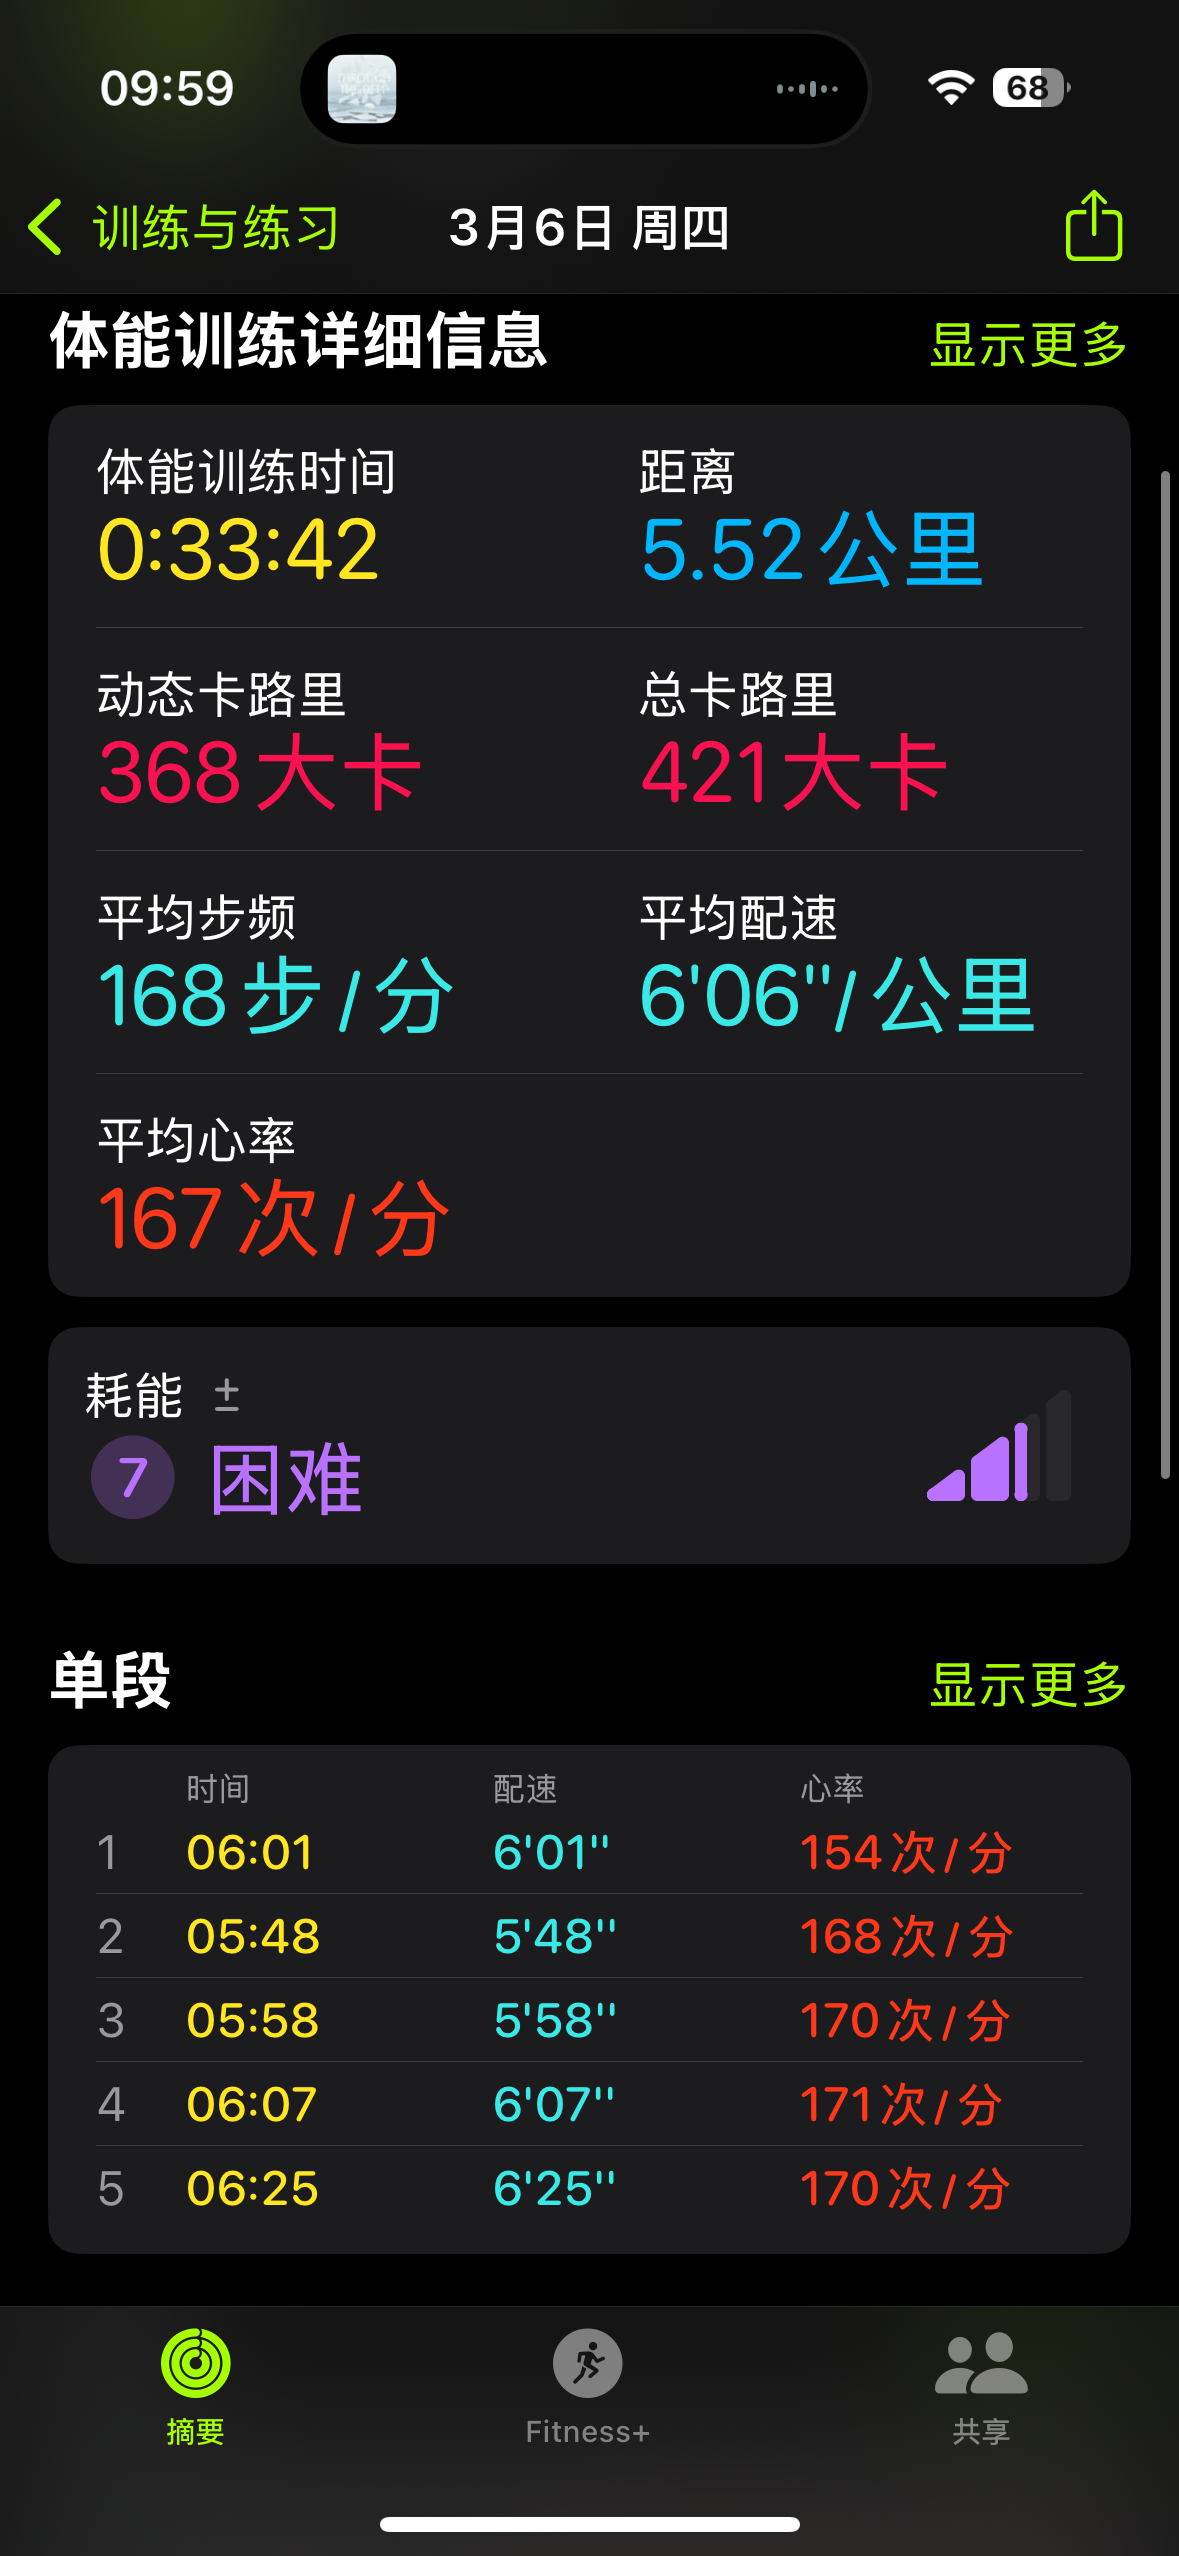 09:59
68
训练与练习
3月6日 周四
体能训练详细信息
显示更多
体能训练时间
距离
0:33:42
5.52公里
动态卡路里
总卡路里
368大卡
421大卡
平均步频
平均配速
168步/分
6'06"/公里
平均心率
167次/分
耗能 ±
7 困难
单段
显示更多
时间 配速 心率
1 06:01 6'01'' 154次/分
2 05:48 5'48'' 168次/分
3 05:58 5'58'' 170次/分
4 06:07 6'07'' 171次/分
5 06:25 6'25'' 170次/分
摘要
Fitness+
共享